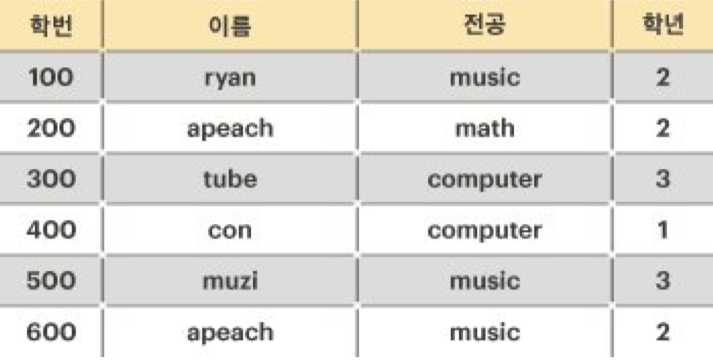 학번 이름 전공 학년
100 ryan music 2
200 apeach math 2
300 tube computer 3
400 con computer 1
500 muzi music 3
600 apeach music 2